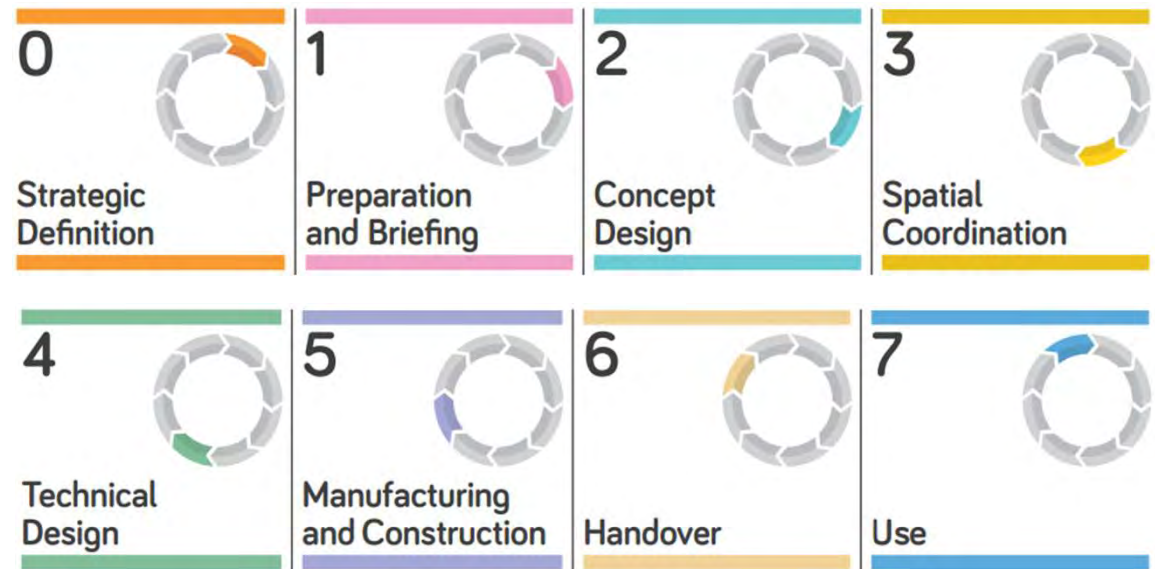 0
Strategic
Definition
1
Preparation
and Briefing
2
Concept
Design
3
Spatial
Coordination
4
Technical
Design
5
Manufacturing
and Construction
6
Handover
7
Use